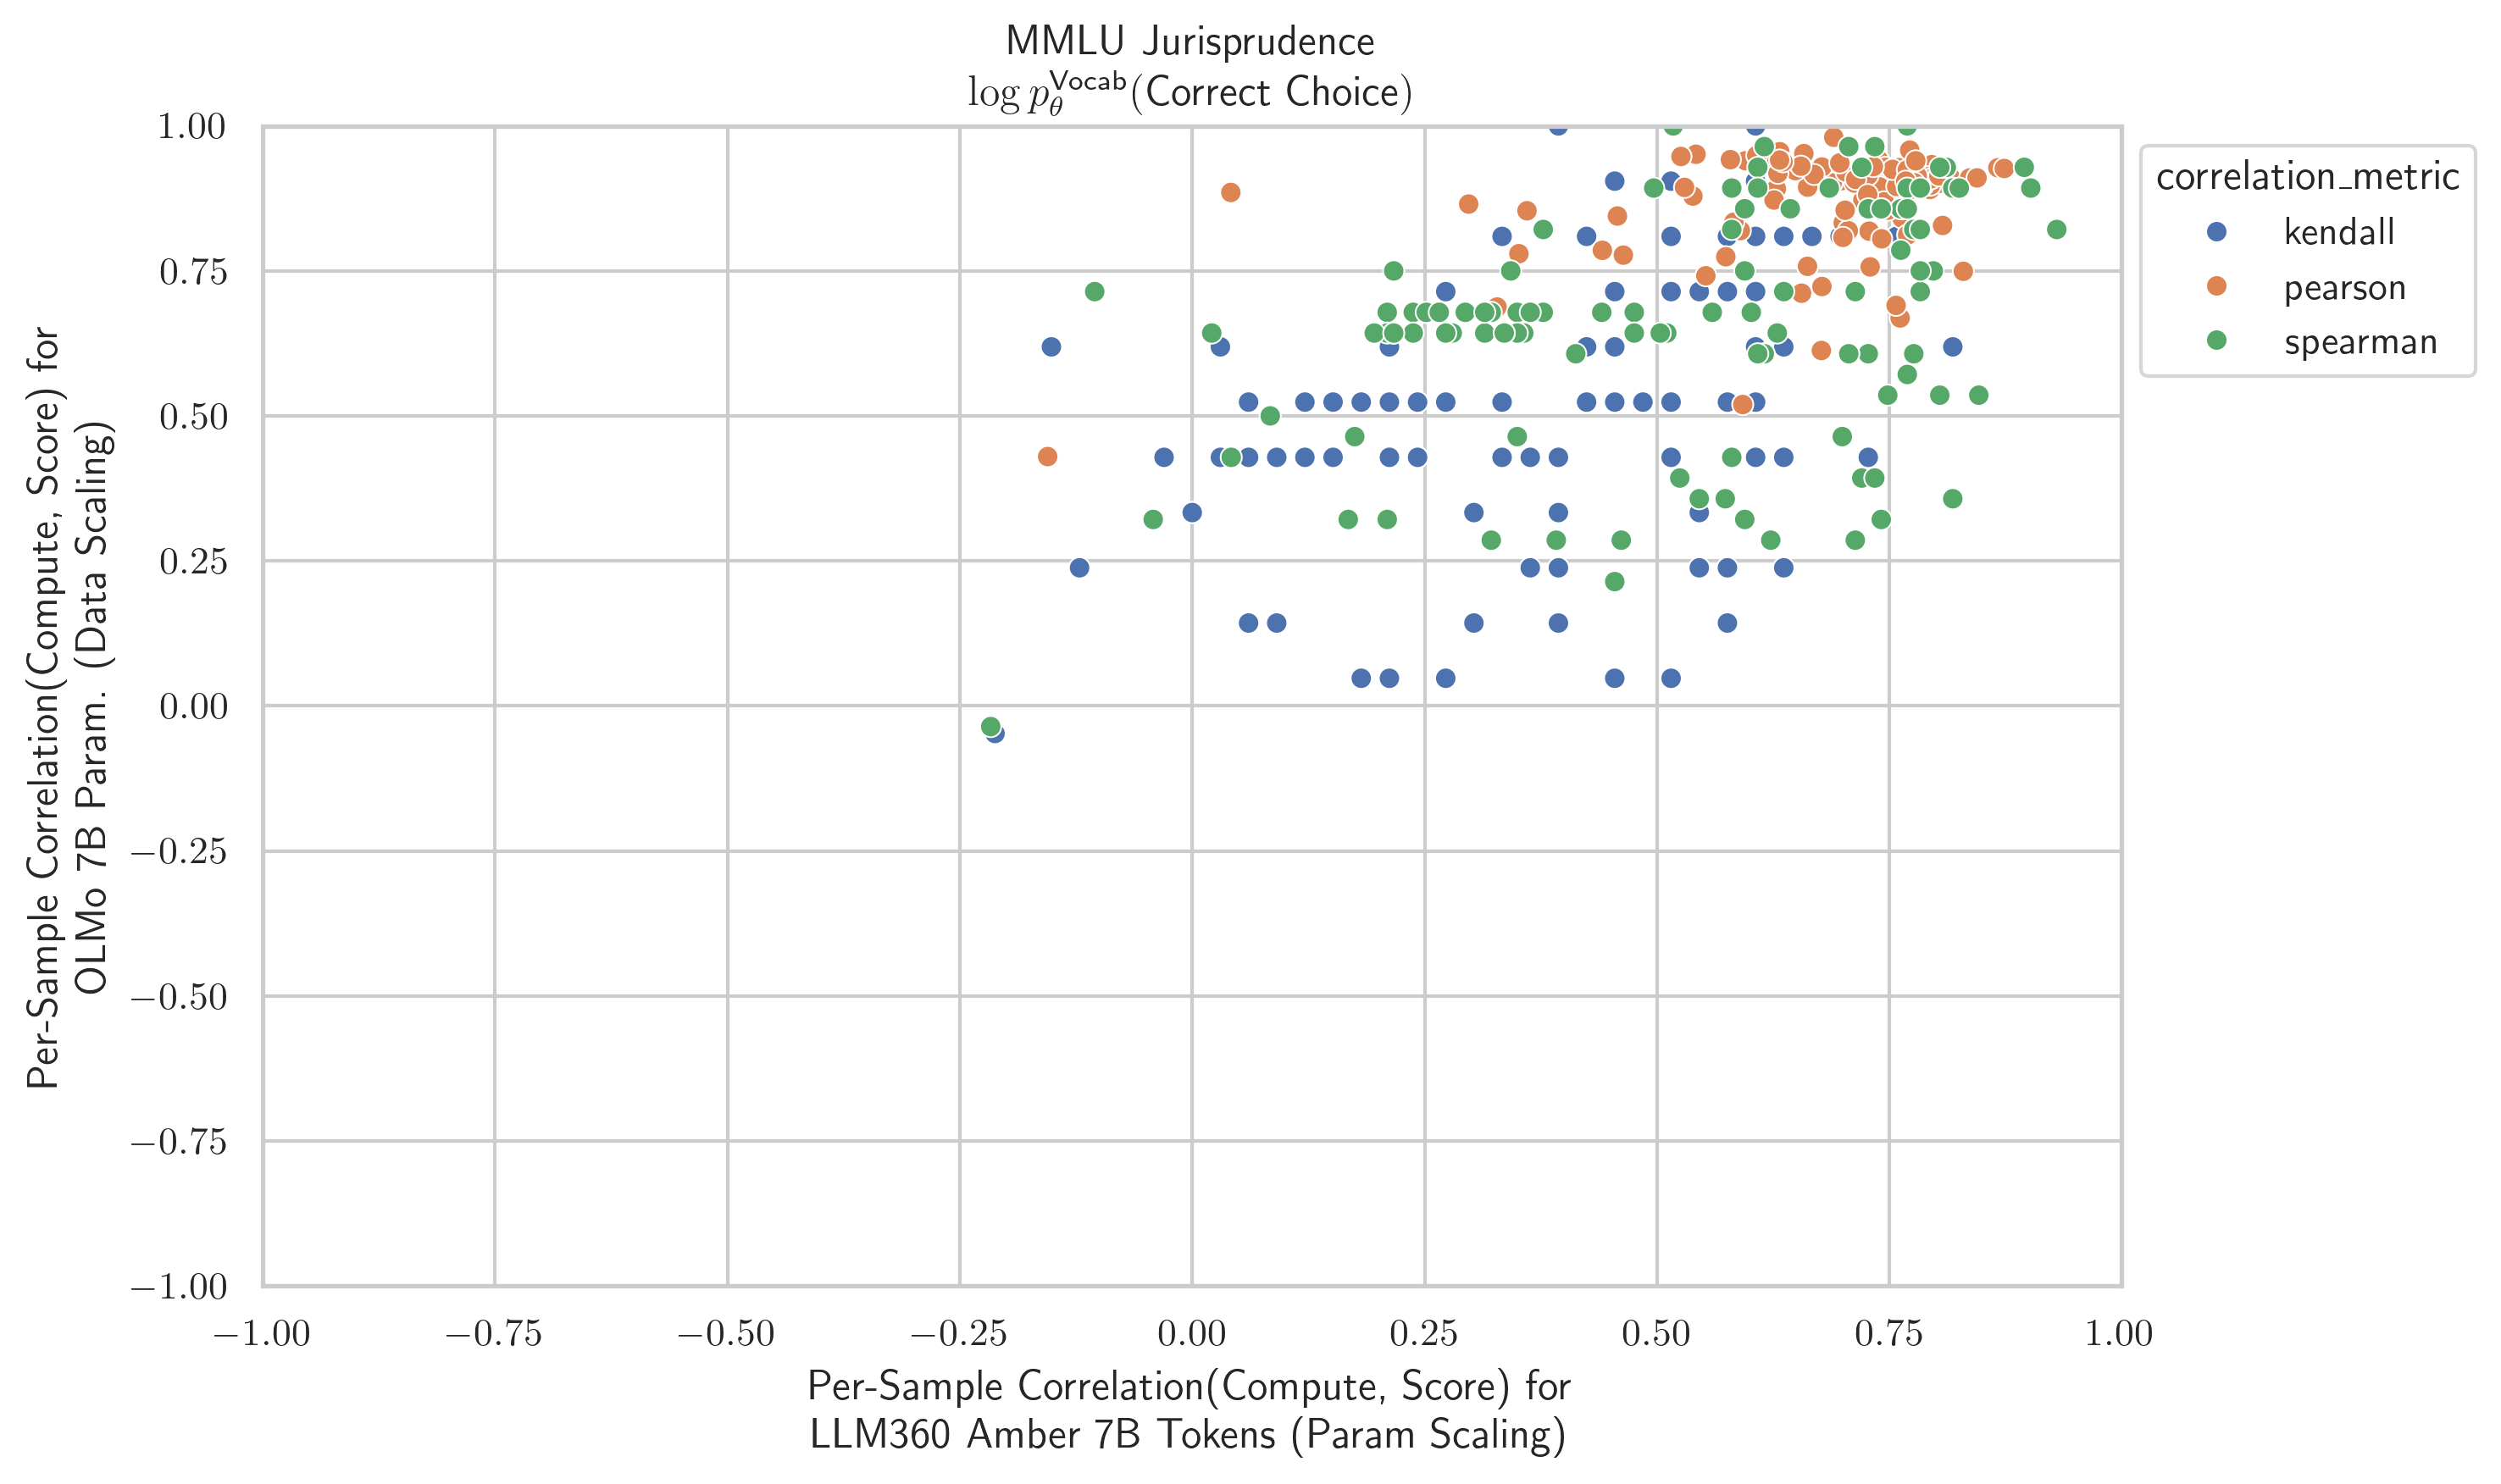 MMLU Jurisprudence
log p_θ^Vocab(Correct Choice)
Per-Sample Correlation(Compute, Score) for
OLMo 7B Param. (Data Scaling)
1.00
0.75
0.50
0.25
0.00
−0.25
−0.50
−0.75
−1.00
−1.00 −0.75 −0.50 −0.25 0.00 0.25 0.50 0.75 1.00
Per-Sample Correlation(Compute, Score) for
LLM360 Amber 7B Tokens (Param Scaling)
correlation_metric
kendall
pearson
spearman